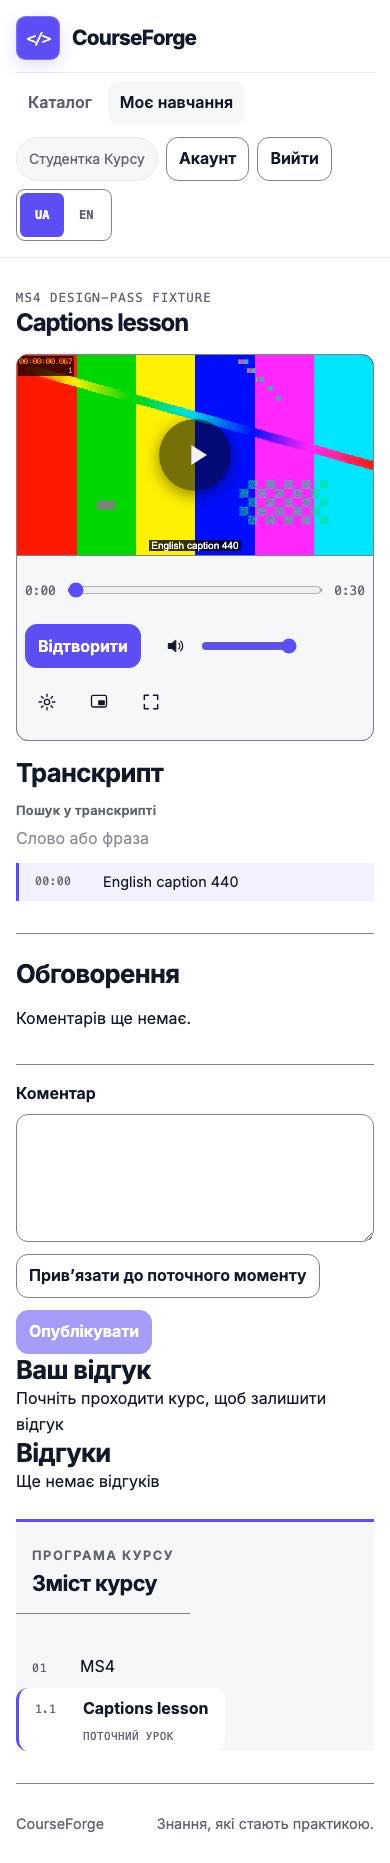 </> CourseForge
Каталог Моє навчання
Студентка Курсу Акаунт Вийти
UA EN
MS4 DESIGN-PASS FIXTURE
Captions lesson
00:00:00.067
1
English caption 440
0:00 0:30
Відтворити
Транскрипт
Пошук у транскрипті
Слово або фраза
00:00 English caption 440
Обговорення
Коментарів ще немає.
Коментар
Прив’язати до поточного моменту
Опублікувати
Ваш відгук
Почніть проходити курс, щоб залишити
відгук
Відгуки
Ще немає відгуків
ПРОГРАМА КУРСУ
Зміст курсу
01 MS4
1.1 Captions lesson
ПОТОЧНИЙ УРОК
CourseForge Знання, які стають практикою.